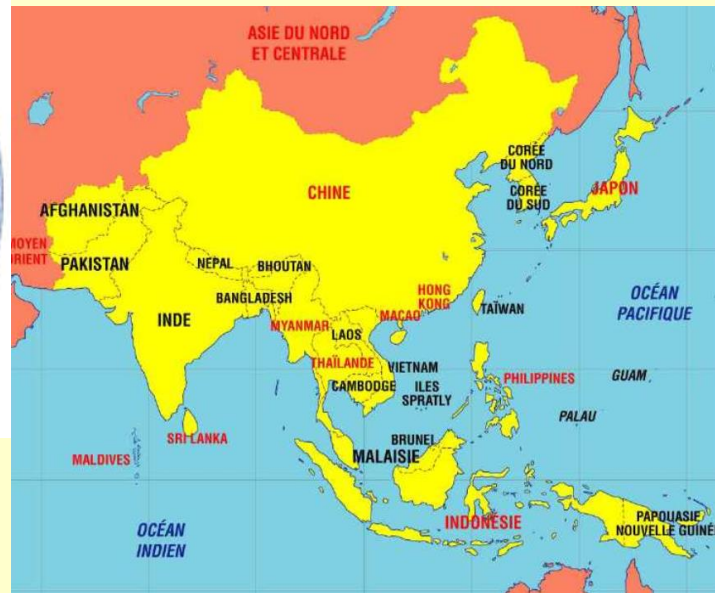 ASIE DU NORD
ET CENTRALE
CORÉE
DU NORD
CHINE
CORÉE
DU SUD
JAPON
AFGHANISTAN
MOYEN
ORIENT
PAKISTAN
NEPAL
BHOUTAN
BANGLADESH
HONG
KONG
INDE
MACAO
TAÏWAN
OCÉAN
PACIFIQUE
MYANMAR
LAOS
THAÏLANDE
VIETNAM
CAMBODGE
ILES
SPRATLY
PHILIPPINES
GUAM
PALAU
SRI LANKA
BRUNEI
MALAISIE
MALDIVES
OCÉAN
INDIEN
INDONÉSIE
PAPOUASIE
NOUVELLE GUINÉ